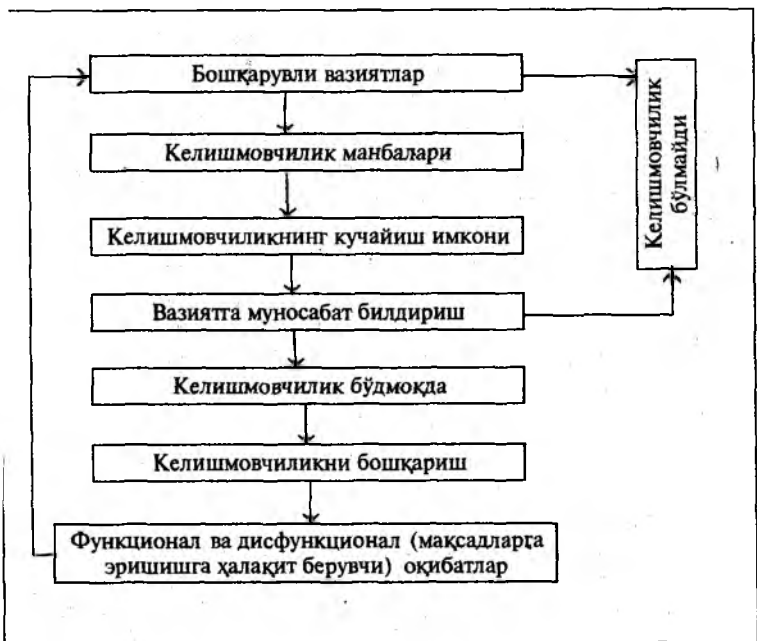 Бошқарувли вазиятлар
Келишмовчилик манбалари
Келишмовчиликнинг кучайиш имкони
Вазиятга муносабат билдириш
Келишмовчилик бўдмоқда
Келишмовчиликни бошқариш
Функционал ва дисфункционал (мақсадларга
эришишга ҳалақит берувчи) оқибатлар
Келишмовчилик
бўлмайди